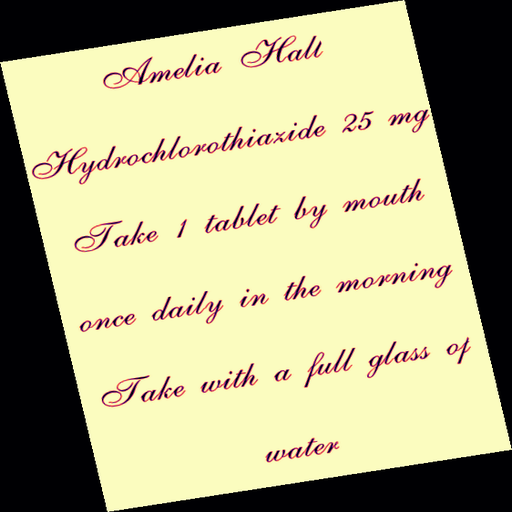 Amelia Halt
Hydrochlorothiazide 25 mg
Take 1 tablet by mouth
once daily in the morning
Take with a full glass of
water